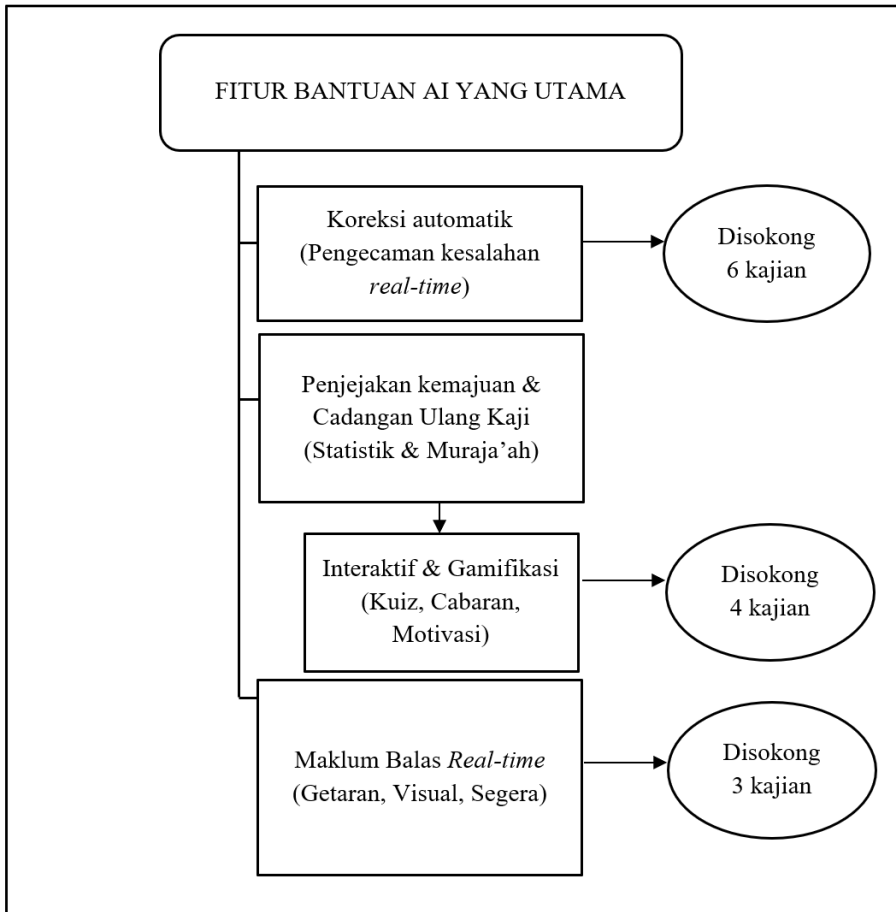 FITUR BANTUAN AI YANG UTAMA
Koreksi automatik
(Pengecaman kesalahan
real-time)
Disokong
6 kajian
Penjejakan kemajuan &
Cadangan Ulang Kaji
(Statistik & Muraja’ah)
Interaktif & Gamifikasi
(Kuiz, Cabaran,
Motivasi)
Disokong
4 kajian
Maklum Balas Real-time
(Getaran, Visual, Segera)
Disokong
3 kajian